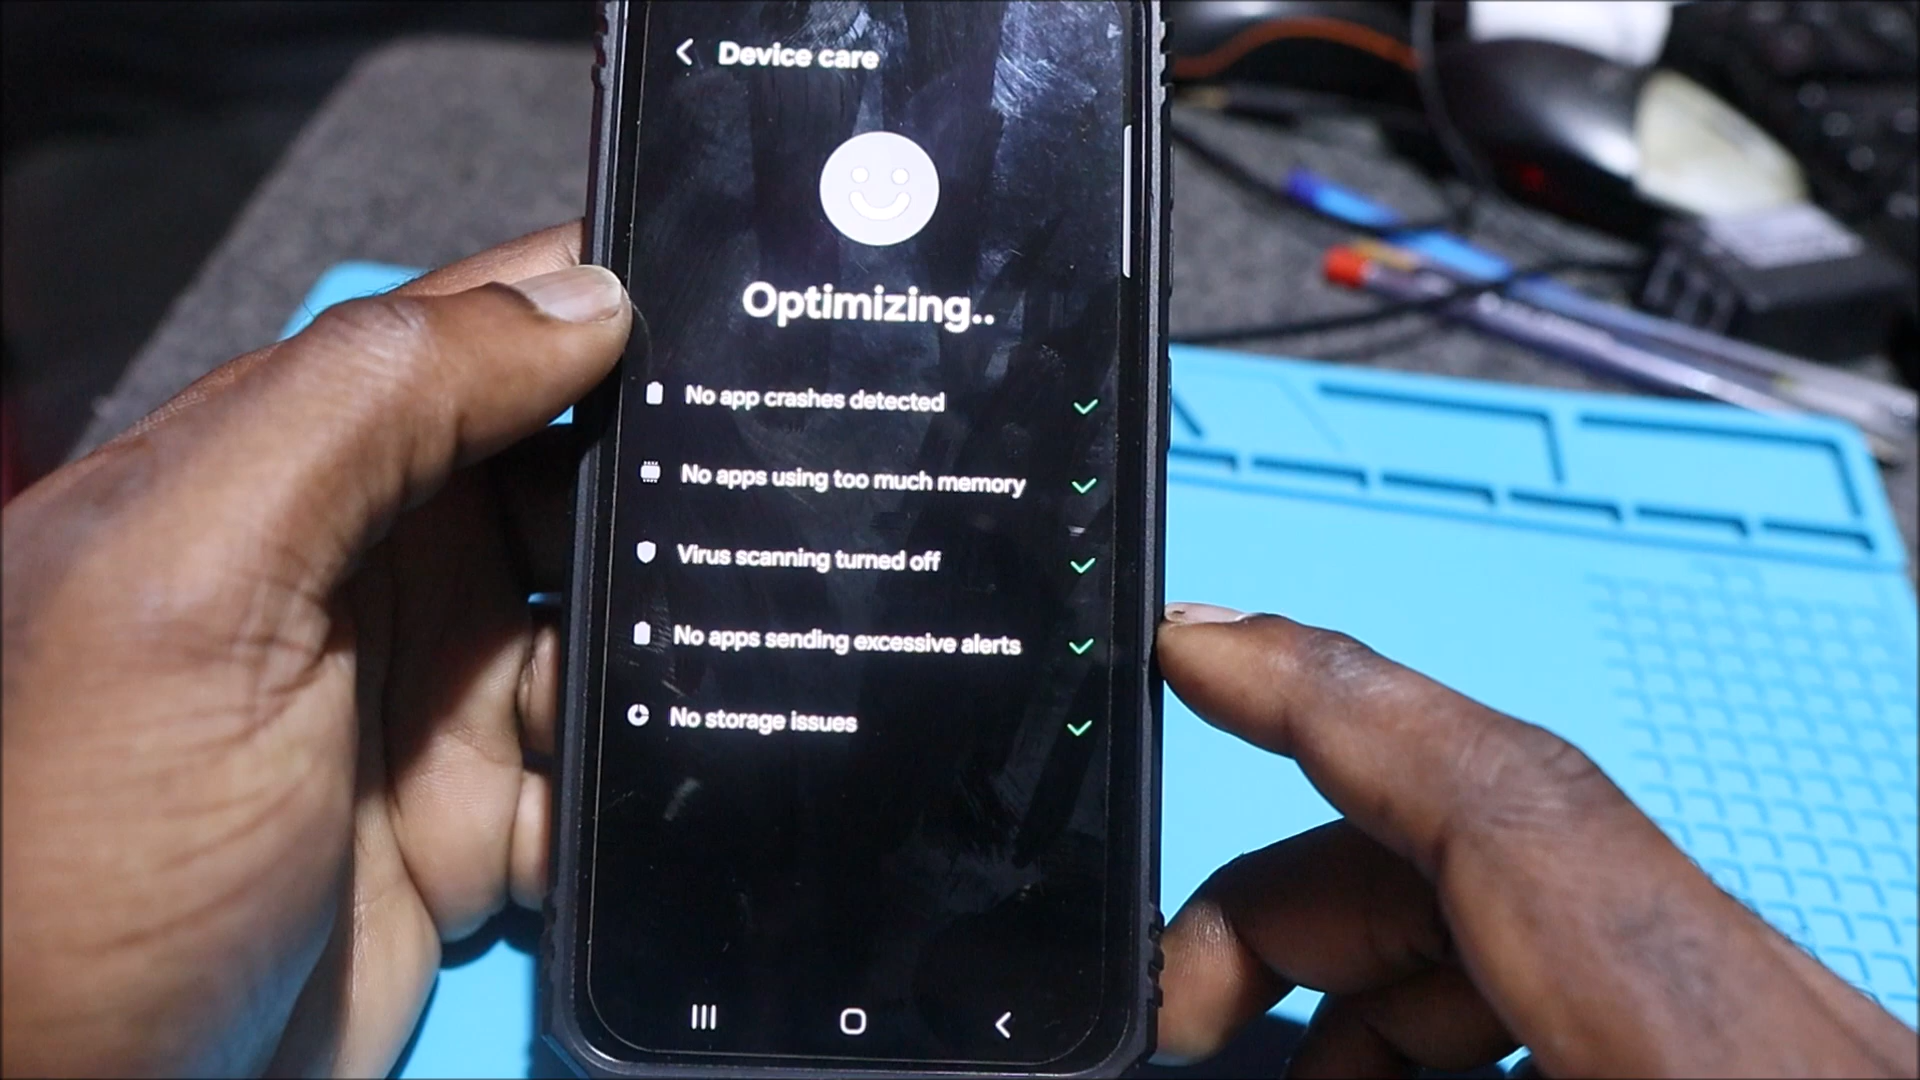 Device care
Optimizing..
No app crashes detected
No apps using too much memory
Virus scanning turned off
No apps sending excessive alerts
No storage issues